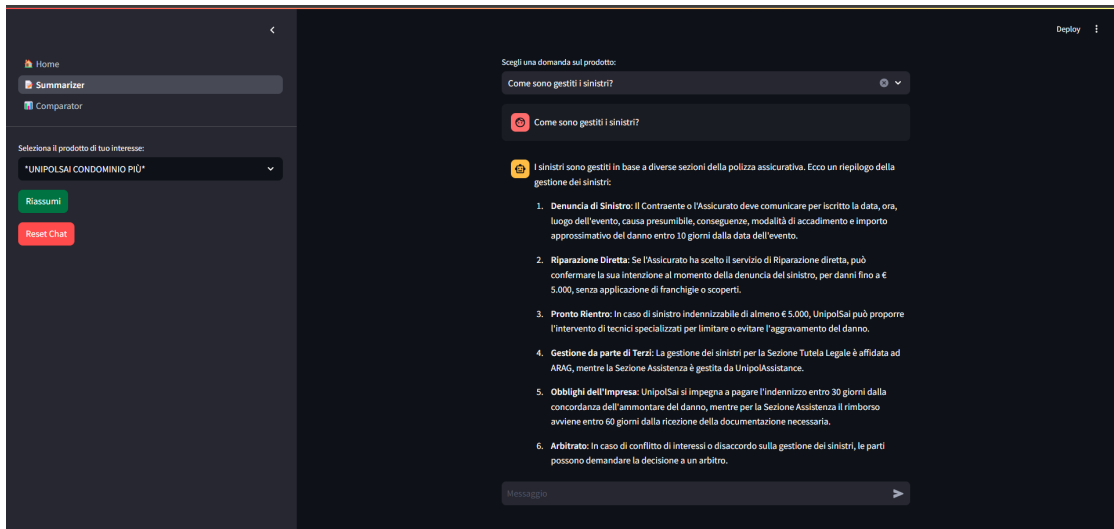 Deploy
Home
Summarizer
Comparator
Seleziona il prodotto di tuo interesse:
*UNIPOLSAI CONDOMINIO PIÙ*
Riassumi
Reset Chat
Scegli una domanda sul prodotto:
Come sono gestiti i sinistri?
Come sono gestiti i sinistri?
I sinistri sono gestiti in base a diverse sezioni della polizza assicurativa. Ecco un riepilogo della
gestione dei sinistri:
1. Denuncia di Sinistro: Il Contraente o l'Assicurato deve comunicare per iscritto la data, ora,
luogo dell'evento, causa presumibile, conseguenze, modalità di accadimento e importo
approssimativo del danno entro 10 giorni dalla data dell'evento.
2. Riparazione Diretta: Se l'Assicurato ha scelto il servizio di Riparazione diretta, può
confermare la sua intenzione al momento della denuncia del sinistro, per danni fino a €
5.000, senza applicazione di franchigie o scoperti.
3. Pronto Rientro: In caso di sinistro indennizzabile di almeno € 5.000, UnipolSai può proporre
l'intervento di tecnici specializzati per limitare o evitare l'aggravamento del danno.
4. Gestione da parte di Terzi: La gestione dei sinistri per la Sezione Tutela Legale è affidata ad
ARAG, mentre la Sezione Assistenza è gestita da UnipolAssistance.
5. Obblighi dell'Impresa: UnipolSai si impegna a pagare l'indennizzo entro 30 giorni dalla
concordanza dell'ammontare del danno, mentre per la Sezione Assistenza il rimborso
avviene entro 60 giorni dalla ricezione della documentazione necessaria.
6. Arbitrato: In caso di conflitto di interessi o disaccordo sulla gestione dei sinistri, le parti
possono demandare la decisione a un arbitro.
Messaggio